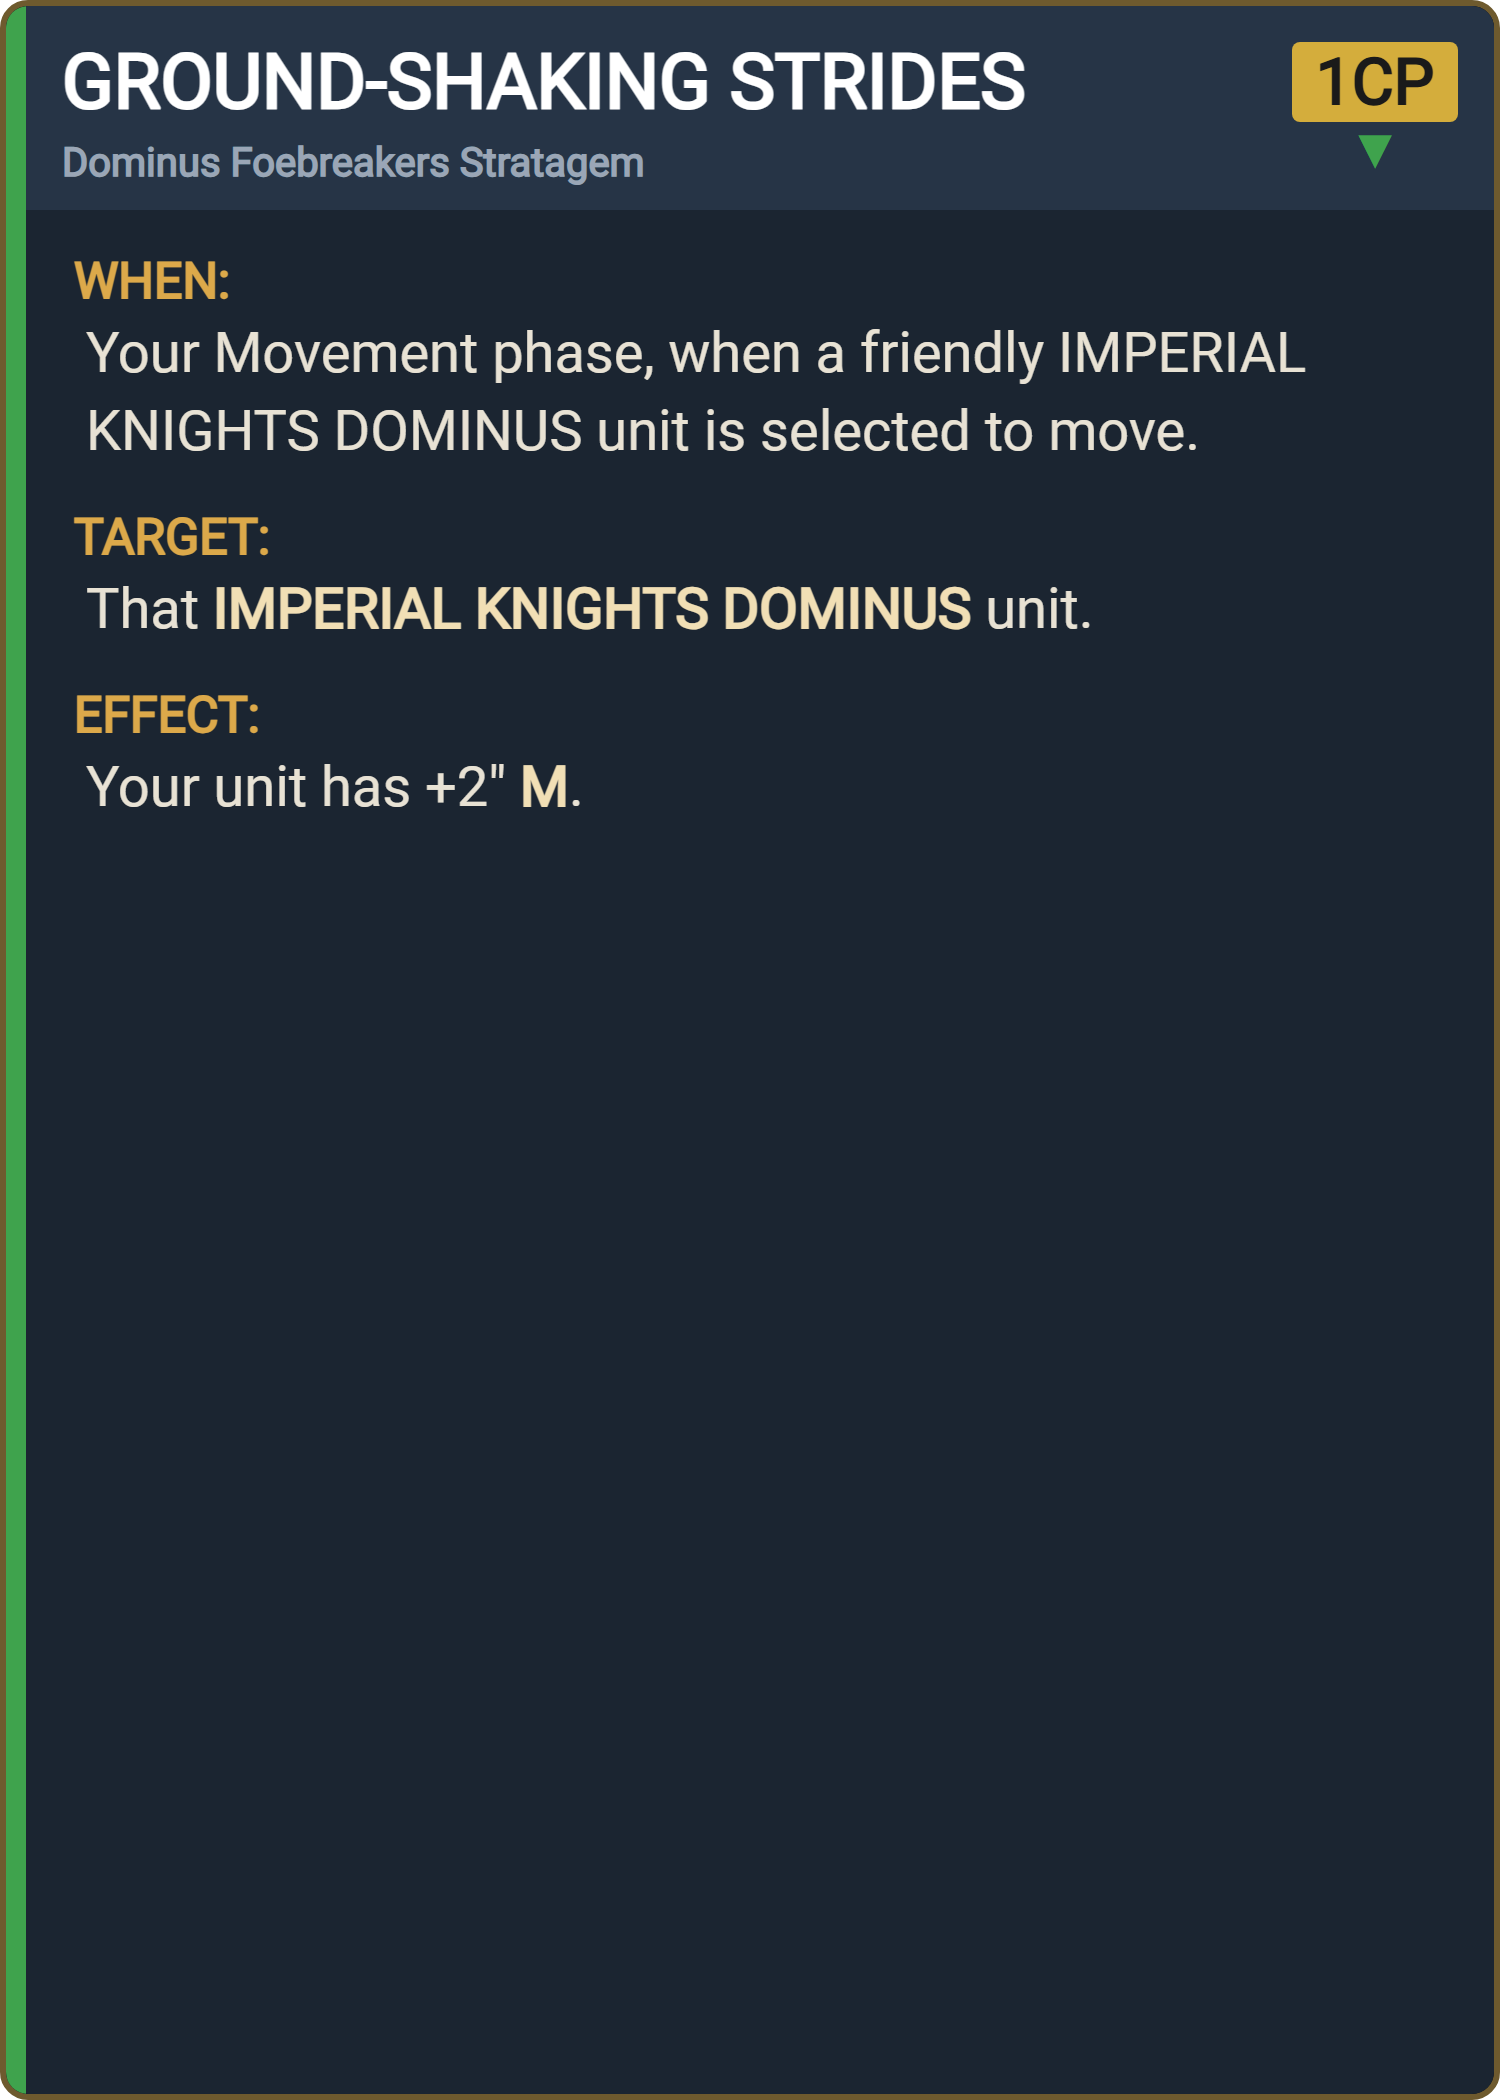 GROUND-SHAKING STRIDES
1CP
Dominus Foebreakers Stratagem
WHEN:
Your Movement phase, when a friendly IMPERIAL
KNIGHTS DOMINUS unit is selected to move.
TARGET:
That IMPERIAL KNIGHTS DOMINUS unit.
EFFECT:
Your unit has +2" M.